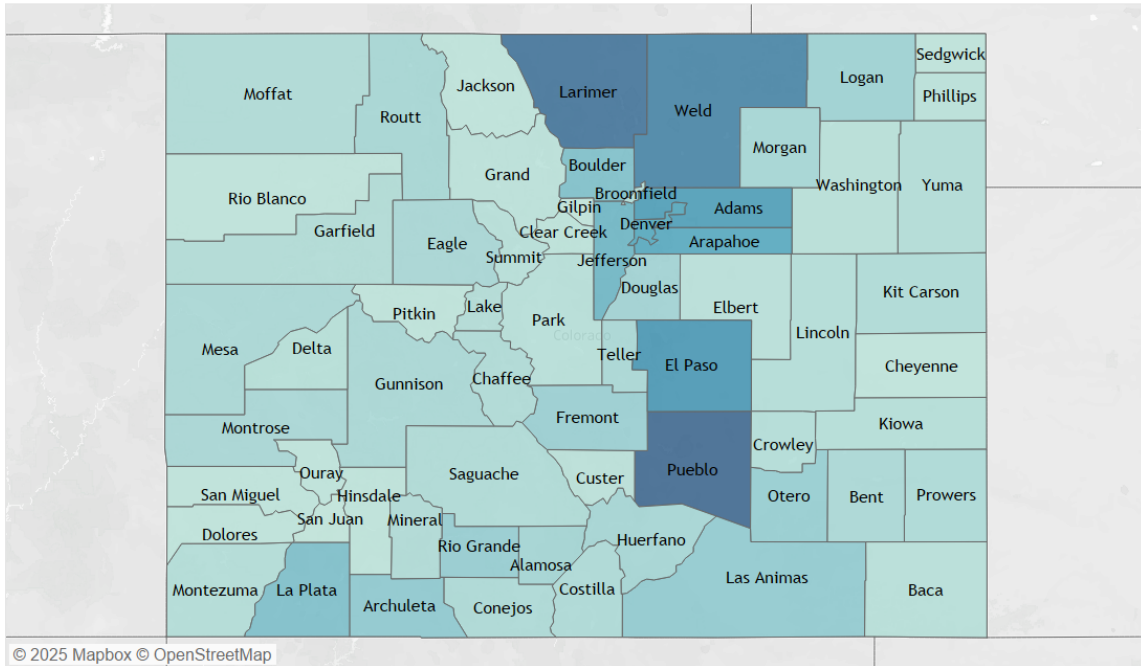 Sedgwick
Logan
Jackson
Larimer
Moffat
Phillips
Weld
Routt
Morgan
Boulder
Grand
Washington
Yuma
Broomfield
Rio Blanco
Gilpin
Adams
Denver
Garfield
Clear Creek
Eagle
Arapahoe
Summit
Jefferson
Douglas
Kit Carson
Lake
Elbert
Pitkin
Park
Lincoln
Colorado
Mesa
Delta
Teller
El Paso
Cheyenne
Chaffee
Gunnison
Fremont
Kiowa
Montrose
Crowley
Pueblo
Ouray
Saguache
Custer
San Miguel
Hinsdale
Otero
Bent
Prowers
San Juan
Mineral
Dolores
Huerfano
Rio Grande
Alamosa
Las Animas
Montezuma
La Plata
Costilla
Baca
Archuleta
Conejos
© 2025 Mapbox © OpenStreetMap